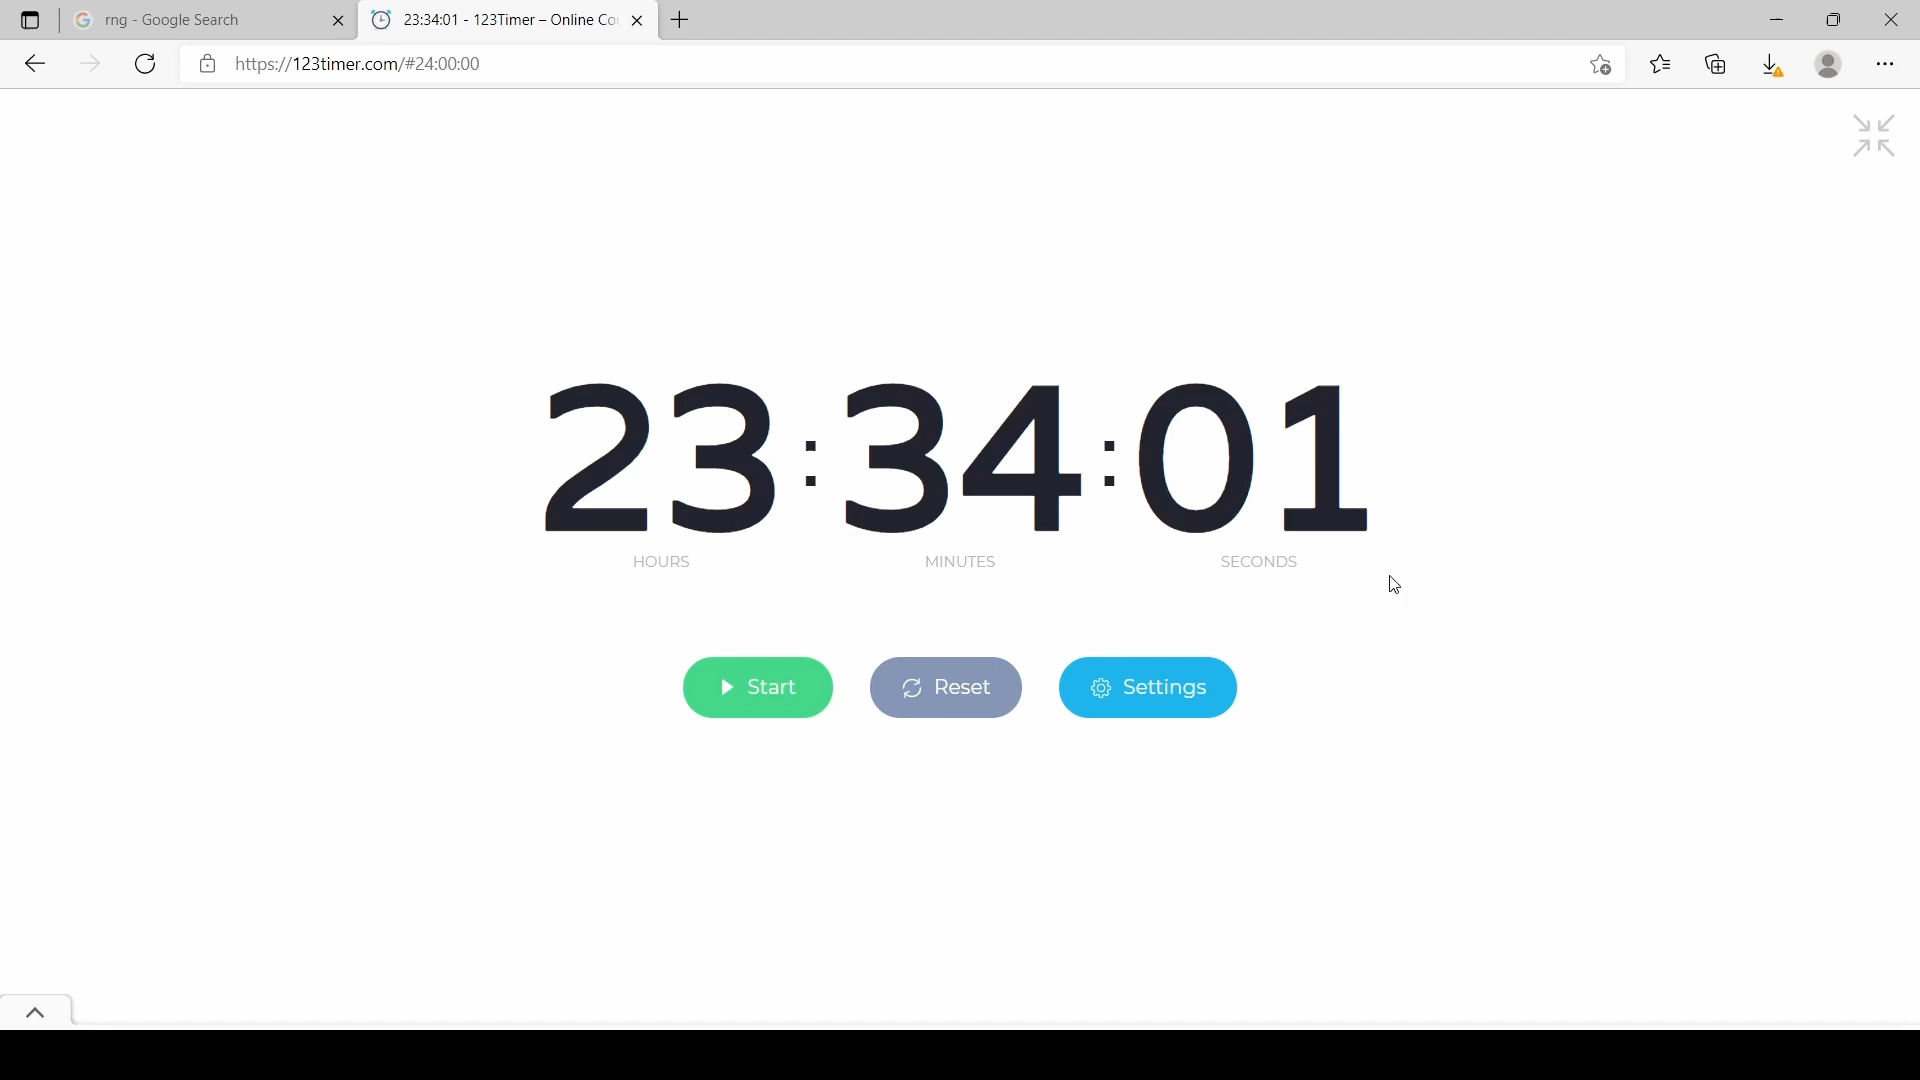 rng - Google Search
23:34:01 - 123Timer – Online Co
https://123timer.com/#24:00:00
23:34:01
HOURS MINUTES SECONDS
Start Reset Settings